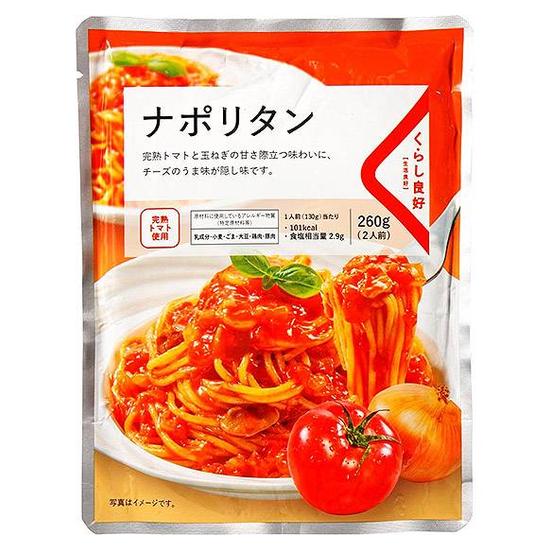 ナポリタン
完熟トマトと玉ねぎの甘さ際立つ味わいに、
チーズのうま味が隠し味です。
くらし良好
【生活良好】
完熟
トマト
使用
原材料に使用しているアレルギー物質
(特定原材料等)
乳成分・小麦・ごま・大豆・鶏肉・豚肉
1人前(130g)当たり
・101kcal
・食塩相当量 2.9g
260g
(2人前)
写真はイメージです。